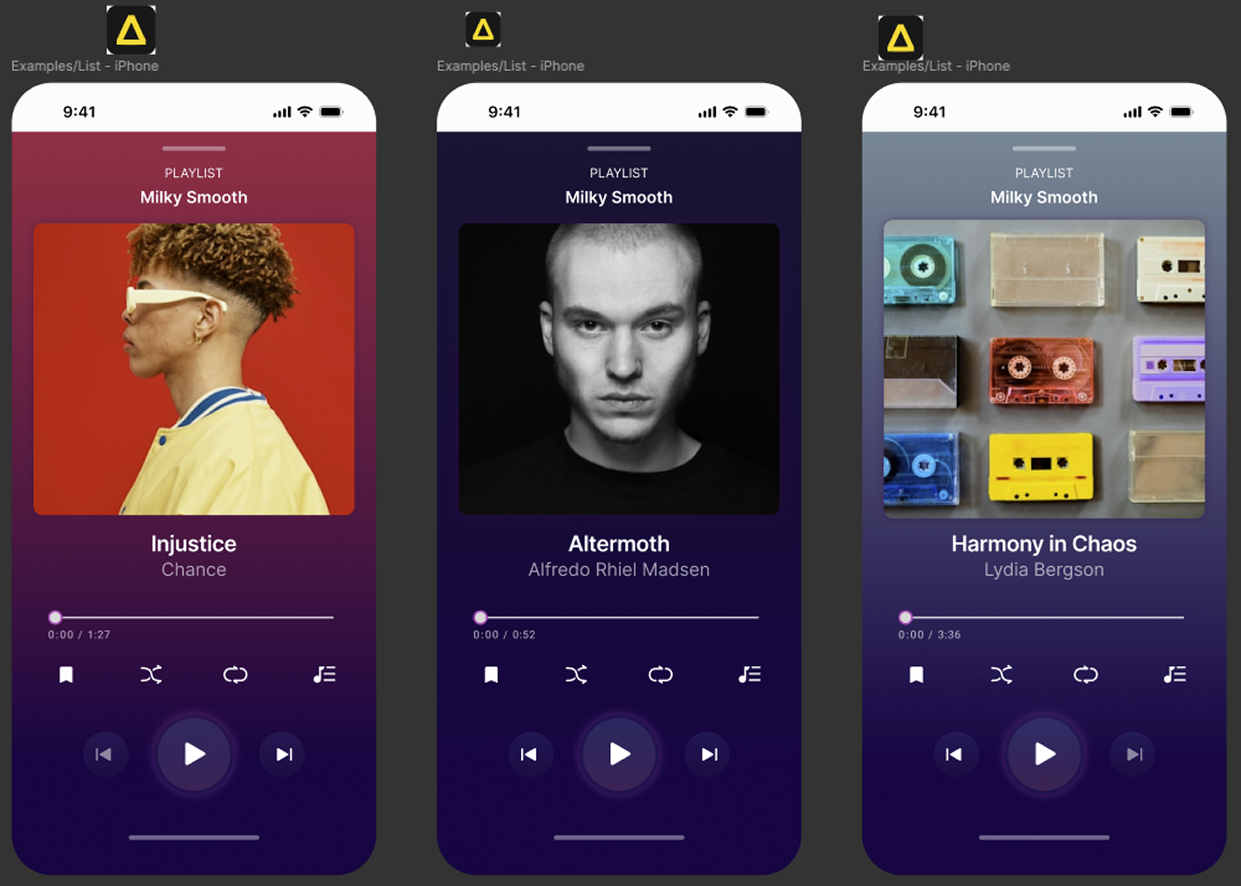 Examples/List - iPhone
9:41
PLAYLIST
Milky Smooth
Injustice
Chance
0:00 / 1:27
Examples/List - iPhone
9:41
PLAYLIST
Milky Smooth
Altermoth
Alfredo Rhiel Madsen
0:00 / 0:52
Examples/List - iPhone
9:41
PLAYLIST
Milky Smooth
Harmony in Chaos
Lydia Bergson
0:00 / 3:36